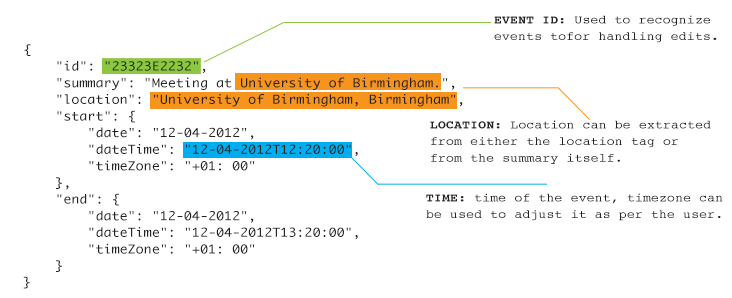 EVENT ID: Used to recognize
events tofor handling edits.
{
"id": "23323E2232",
"summary": "Meeting at University of Birmingham.",
"location": "University of Birmingham, Birmingham",
"start": {
"date": "12-04-2012",
"dateTime": "12-04-2012T12:20:00",
"timeZone": "+01: 00"
},
"end": {
"date": "12-04-2012",
"dateTime": "12-04-2012T13:20:00",
"timeZone": "+01: 00"
}
}
LOCATION: Location can be extracted
from either the location tag or
from the summary itself.
TIME: time of the event, timezone can
be used to adjust it as per the user.